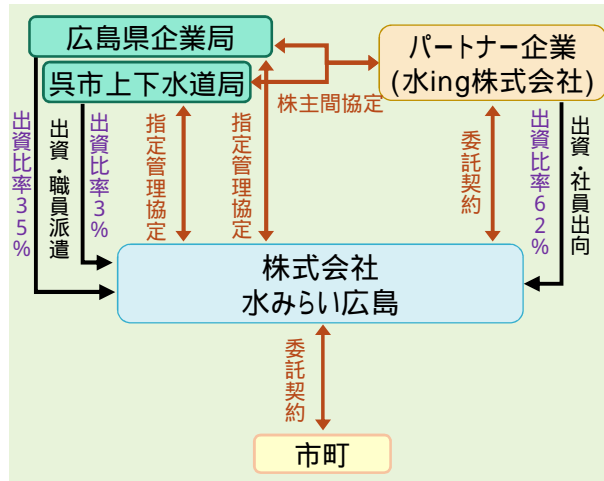 広島県企業局
呉市上下水道局
パートナー企業
(水ing株式会社)
株主間協定
出資比率35%
出資・職員派遣
出資比率3%
指定管理協定
指定管理協定
委託契約
出資比率62%
出資・社員出向
株式会社
水みらい広島
委託契約
市町